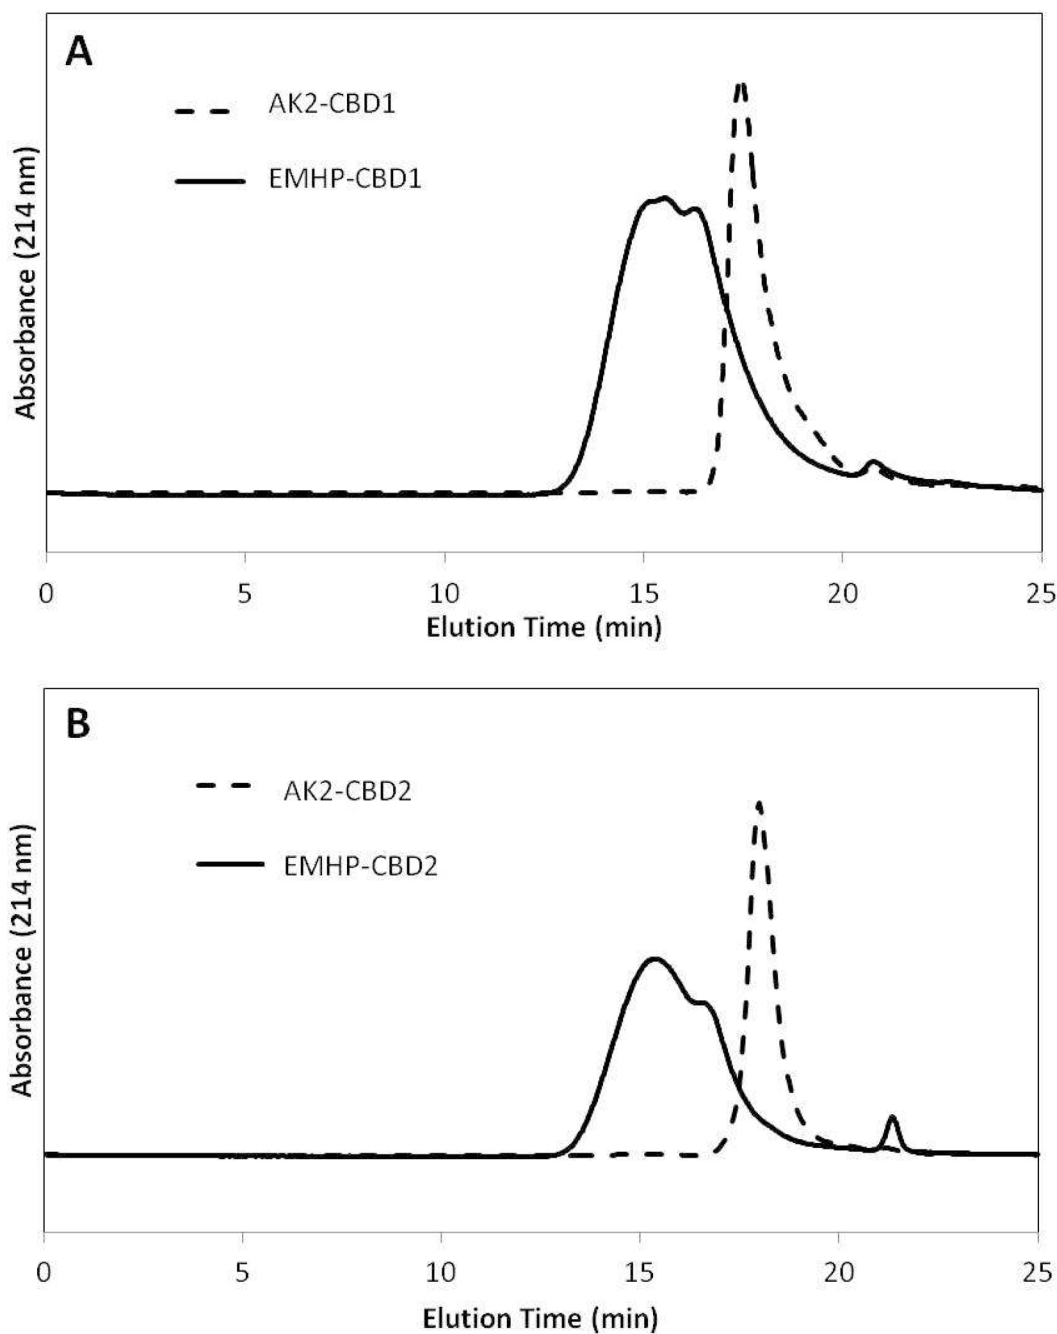 A
AK2-CBD1
EMHP-CBD1
Absorbance (214 nm)
0 5 10 15 20 25
Elution Time (min)
B
AK2-CBD2
EMHP-CBD2
Absorbance (214 nm)
0 5 10 15 20 25
Elution Time (min)